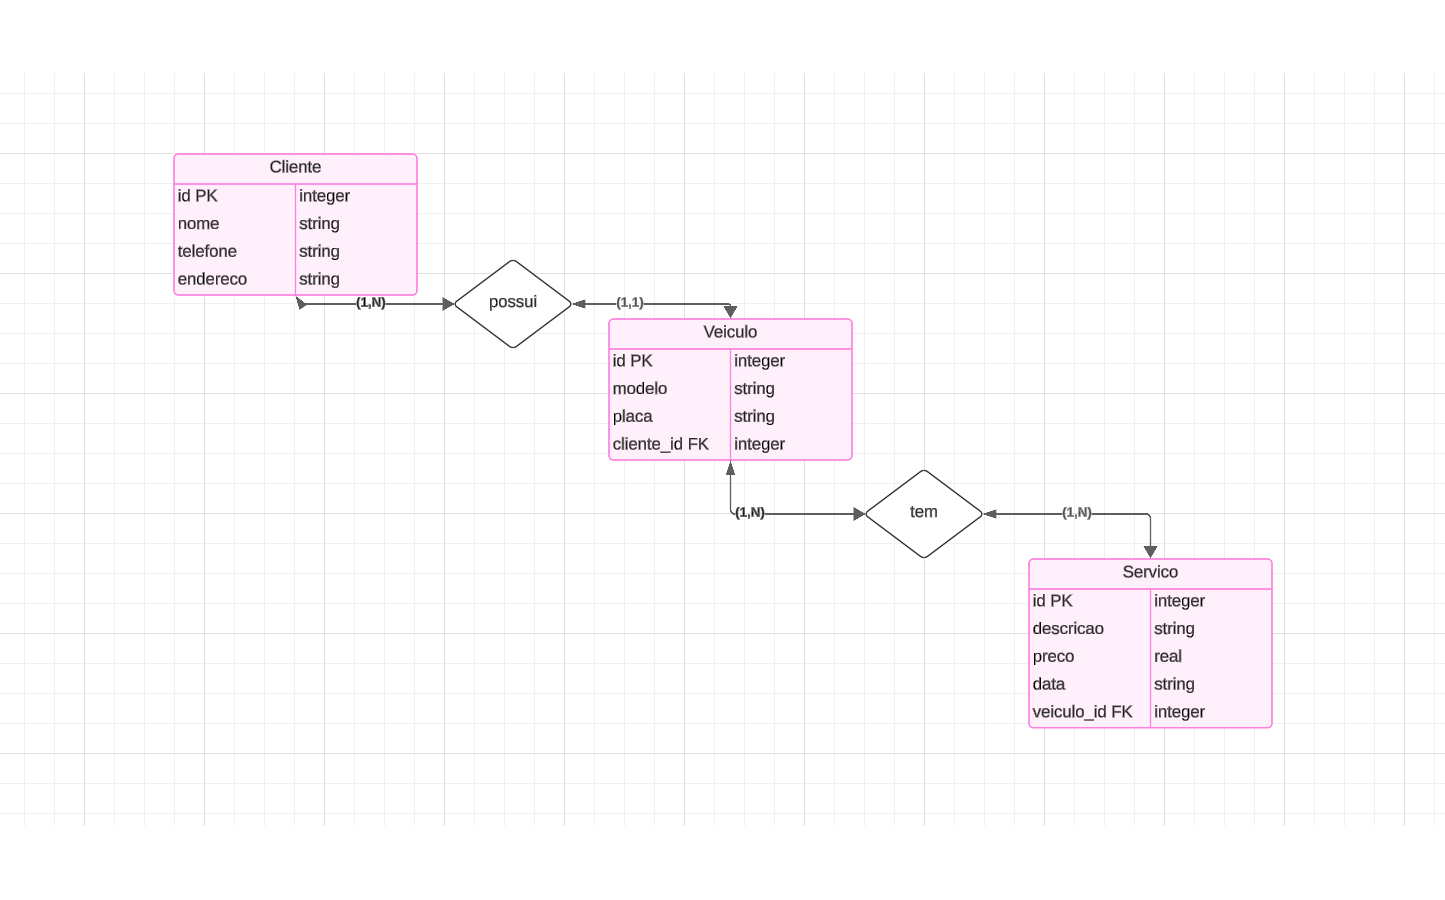 Cliente
id PK integer
nome string
telefone string
endereco string
(1,N)
possui
(1,1)
Veiculo
id PK integer
modelo string
placa string
cliente_id FK integer
(1,N)
tem
(1,N)
Servico
id PK integer
descricao string
preco real
data string
veiculo_id FK integer